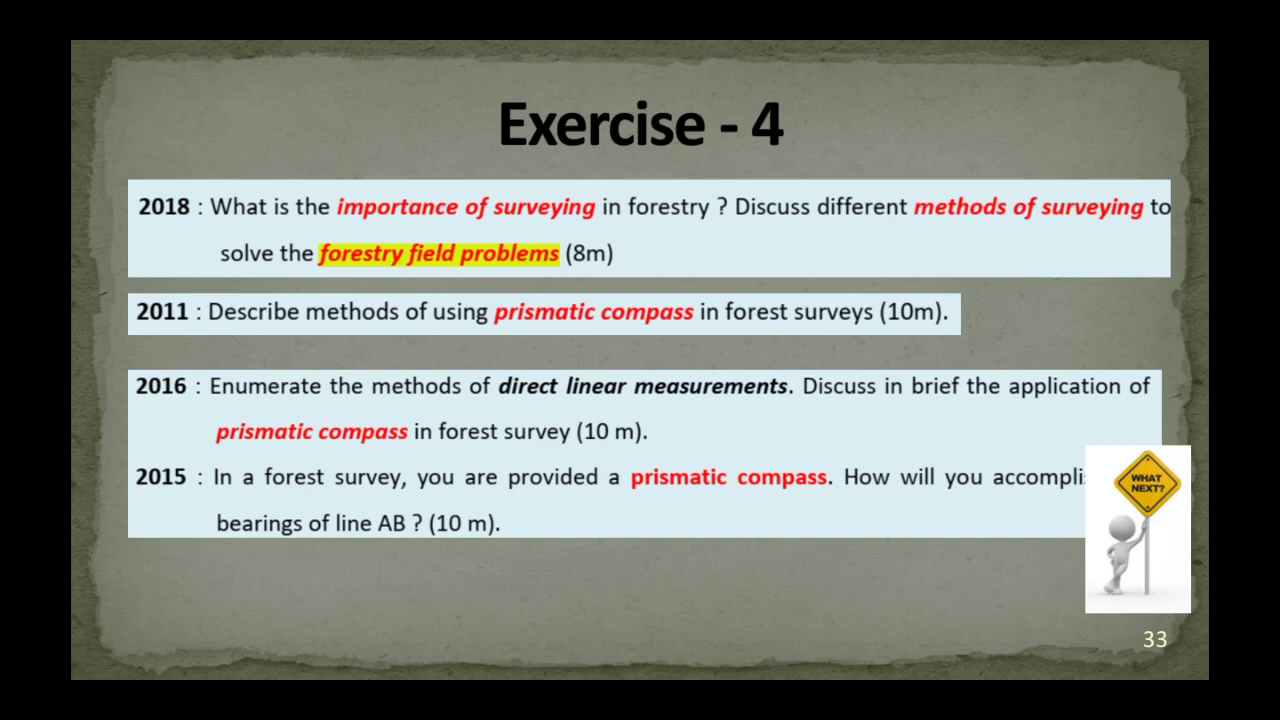 Exercise - 4
2018 : What is the importance of surveying in forestry ? Discuss different methods of surveying to
solve the forestry field problems (8m)
2011 : Describe methods of using prismatic compass in forest surveys (10m).
2016 : Enumerate the methods of direct linear measurements. Discuss in brief the application of
prismatic compass in forest survey (10 m).
2015 : In a forest survey, you are provided a prismatic compass. How will you
bearings of line AB ? (10 m).
WHAT
NEXT?
33